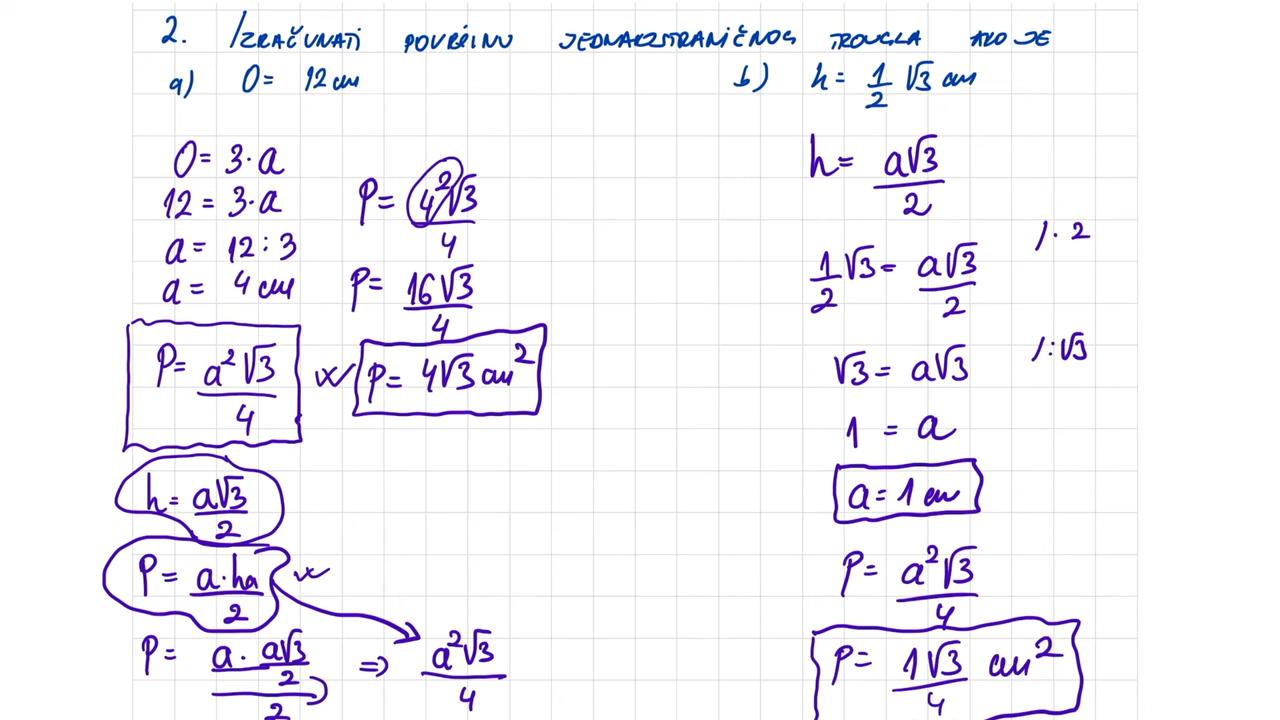 2. IZRAČUNATI POVRŠINU JEDNAKOSTRANIČNOG TROUGLA AKO JE
a) O = 12 cm
b) h = 1/2 √3 cm
O = 3·a
12 = 3·a
a = 12 : 3
a = 4 cm
P = a²√3/4
h = a√3/2
P = a·ha/2
P = (a · a√3/2)/2 ⇒ a²√3/4
P = 4²√3/4
P = 16√3/4
P = 4√3 cm²
h = a√3/2
1/2 √3 = a√3/2 /·2
√3 = a√3 /:√3
1 = a
a = 1 cm
P = a²√3/4
P = 1√3/4 cm²